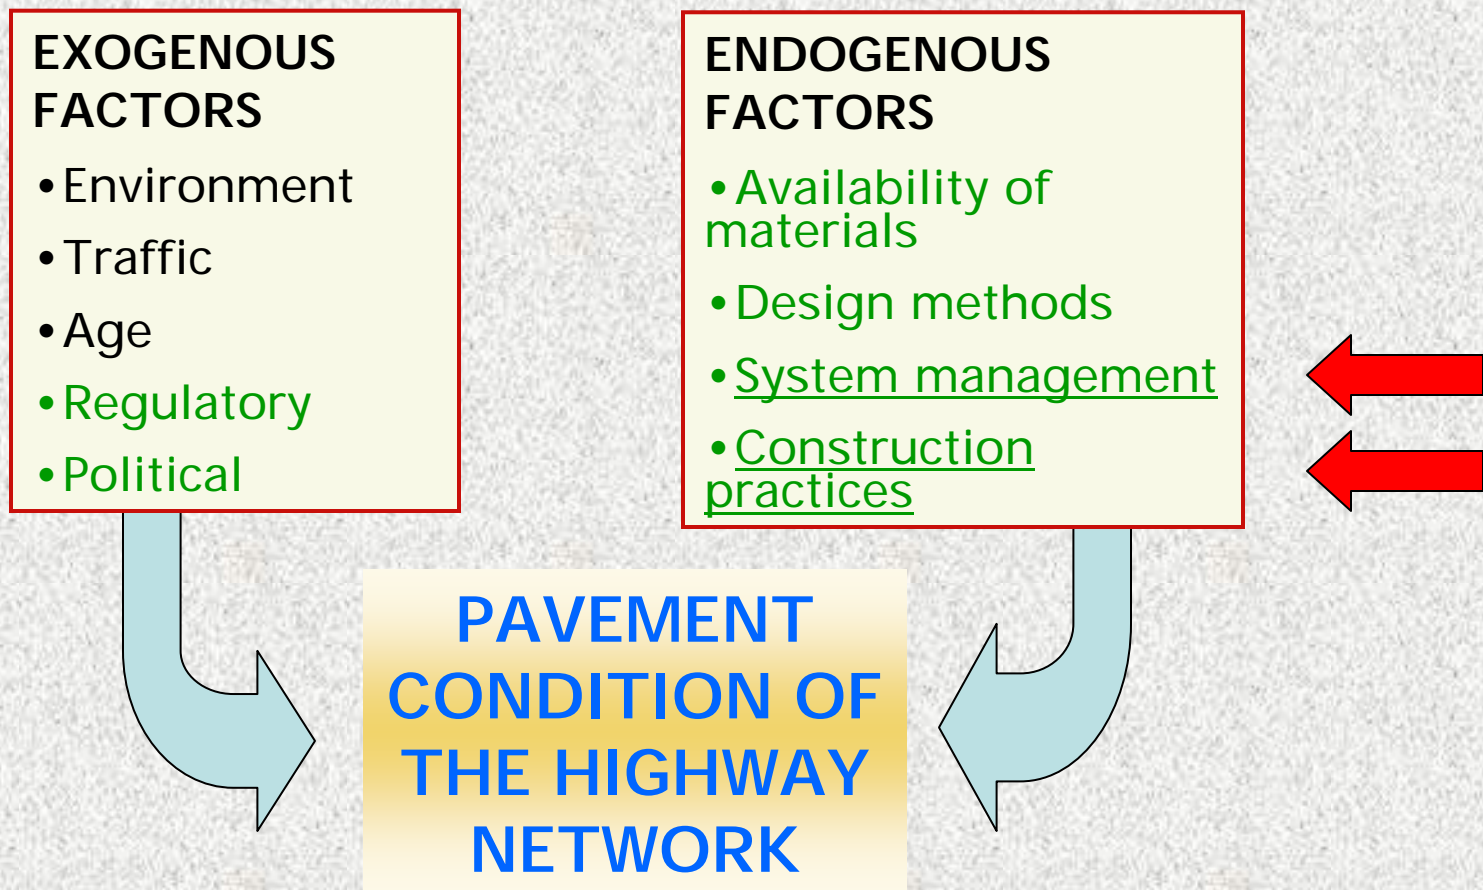 EXOGENOUS
FACTORS
•Environment
•Traffic
•Age
•Regulatory
•Political
ENDOGENOUS
FACTORS
•Availability of
materials
•Design methods
•System management
•Construction
practices
PAVEMENT
CONDITION OF
THE HIGHWAY
NETWORK